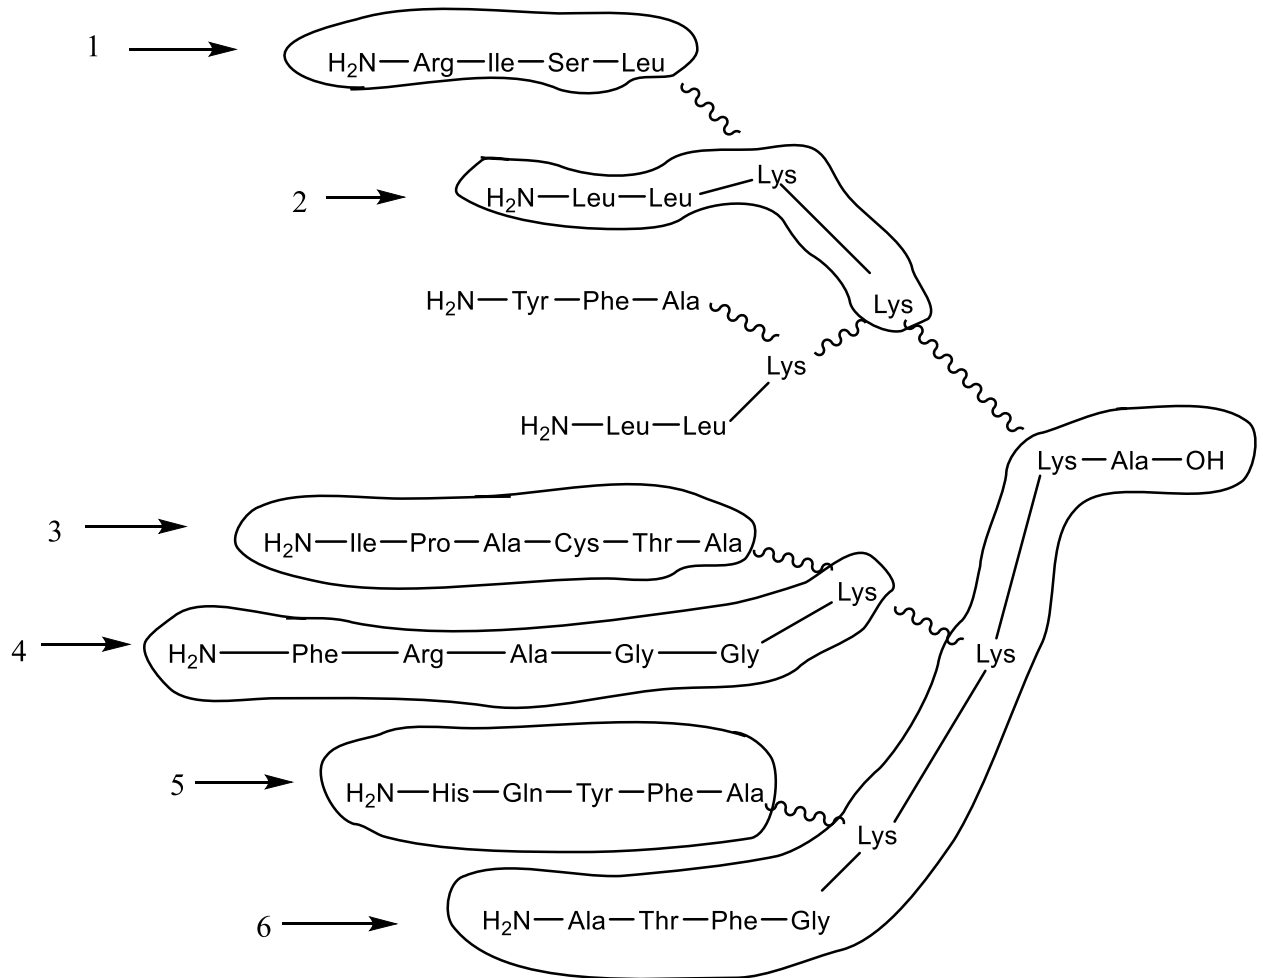 1
H₂N—Arg—Ile—Ser—Leu
Lys
2
H₂N—Leu—Leu
Lys
H₂N—Tyr—Phe—Ala
Lys
H₂N—Leu—Leu
Lys—Ala—OH
3
H₂N—Ile—Pro—Ala—Cys—Thr—Ala
Lys
4
H₂N—Phe—Arg—Ala—Gly—Gly
Lys
5
H₂N—His—Gln—Tyr—Phe—Ala
Lys
6
H₂N—Ala—Thr—Phe—Gly